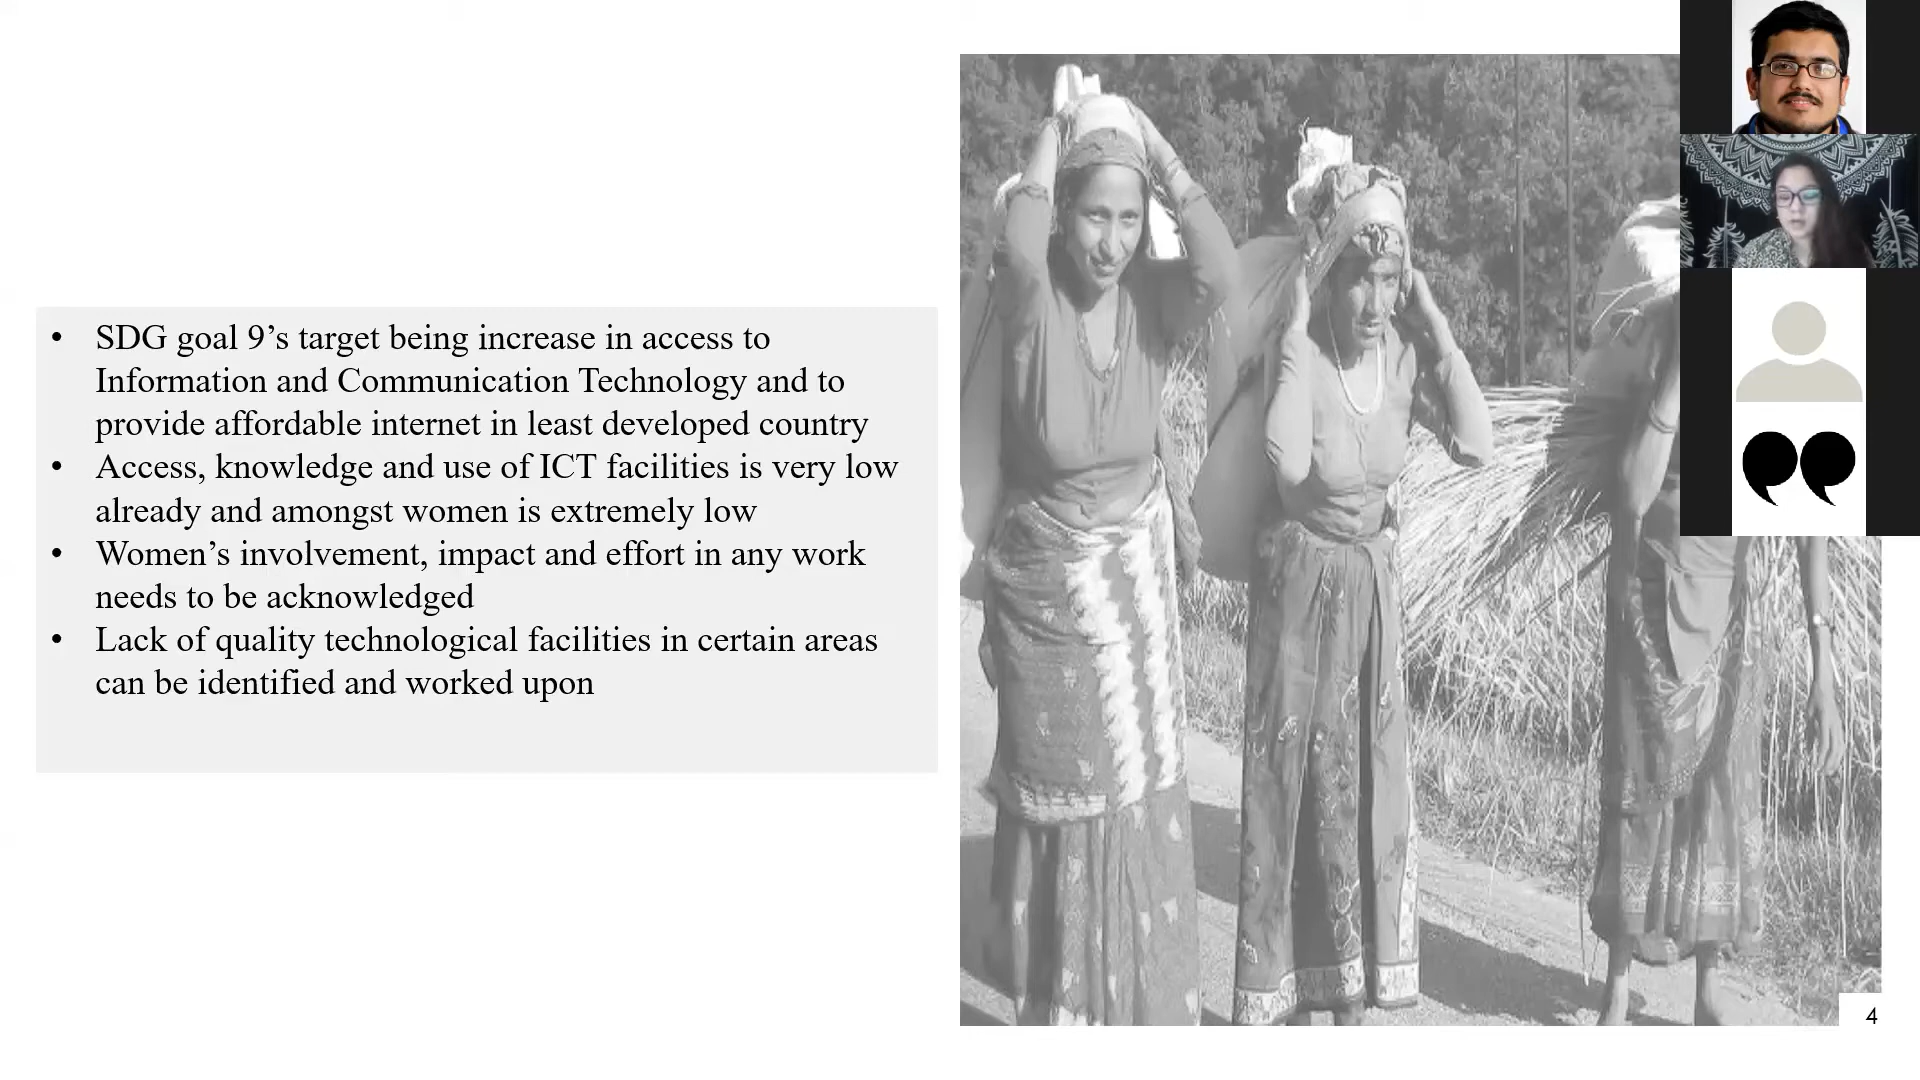 • SDG goal 9’s target being increase in access to
Information and Communication Technology and to
provide affordable internet in least developed country
• Access, knowledge and use of ICT facilities is very low
already and amongst women is extremely low
• Women’s involvement, impact and effort in any work
needs to be acknowledged
• Lack of quality technological facilities in certain areas
can be identified and worked upon
4